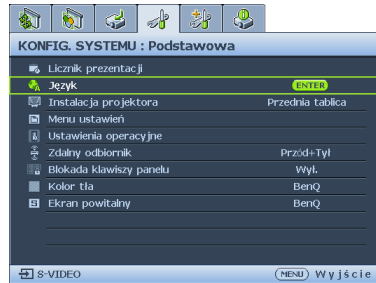 KONFIG. SYSTEMU : Podstawowa
Licznik prezentacji
Język ENTER
Instalacja projektora Przednia tablica
Menu ustawień
Ustawienia operacyjne
Zdalny odbiornik Przód+Tył
Blokada klawiszy panelu Wył.
Kolor tła BenQ
Ekran powitalny BenQ
S-VIDEO MENU Wyjście